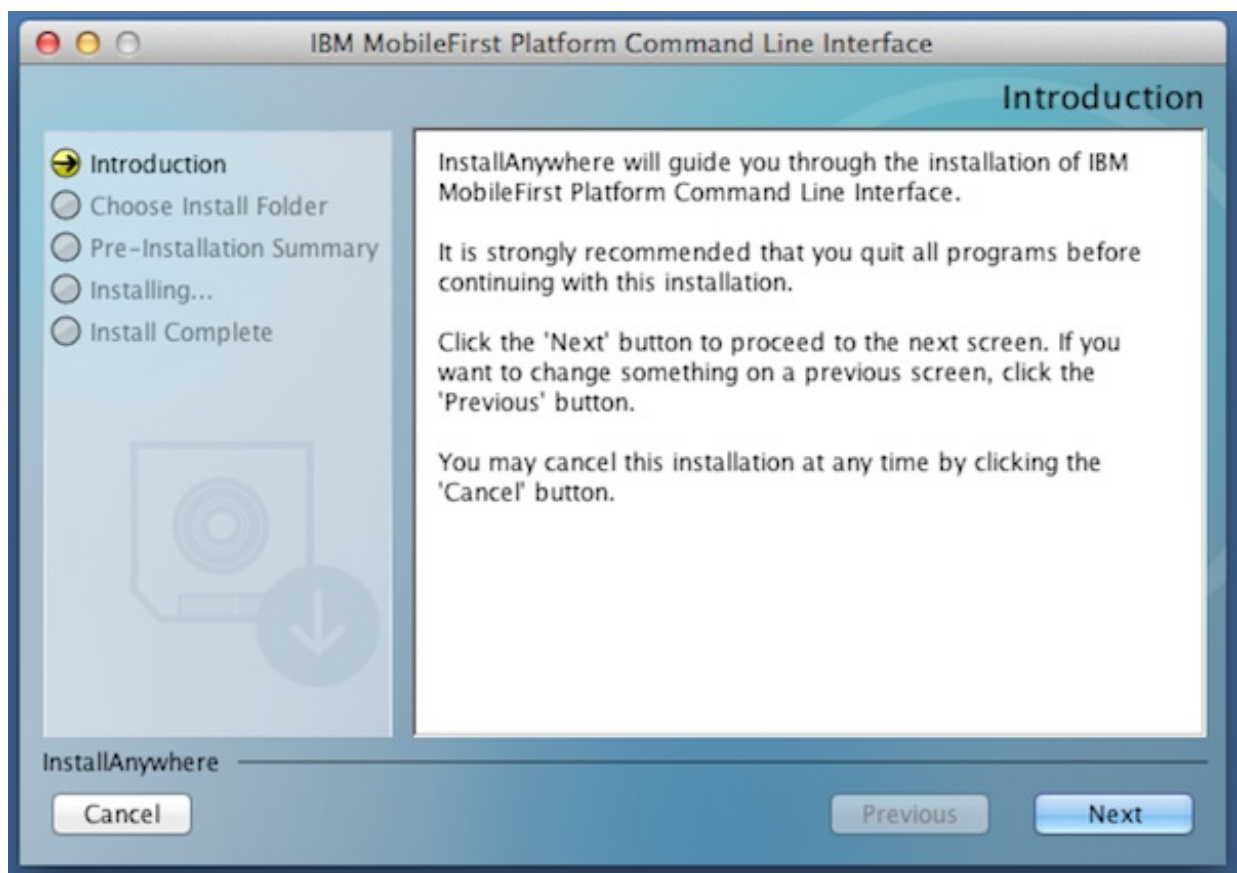 IBM MobileFirst Platform Command Line Interface
Introduction
Introduction
Choose Install Folder
Pre-Installation Summary
Installing...
Install Complete
InstallAnywhere will guide you through the installation of IBM
MobileFirst Platform Command Line Interface.
It is strongly recommended that you quit all programs before
continuing with this installation.
Click the 'Next' button to proceed to the next screen. If you
want to change something on a previous screen, click the
'Previous' button.
You may cancel this installation at any time by clicking the
'Cancel' button.
InstallAnywhere
Cancel
Previous
Next